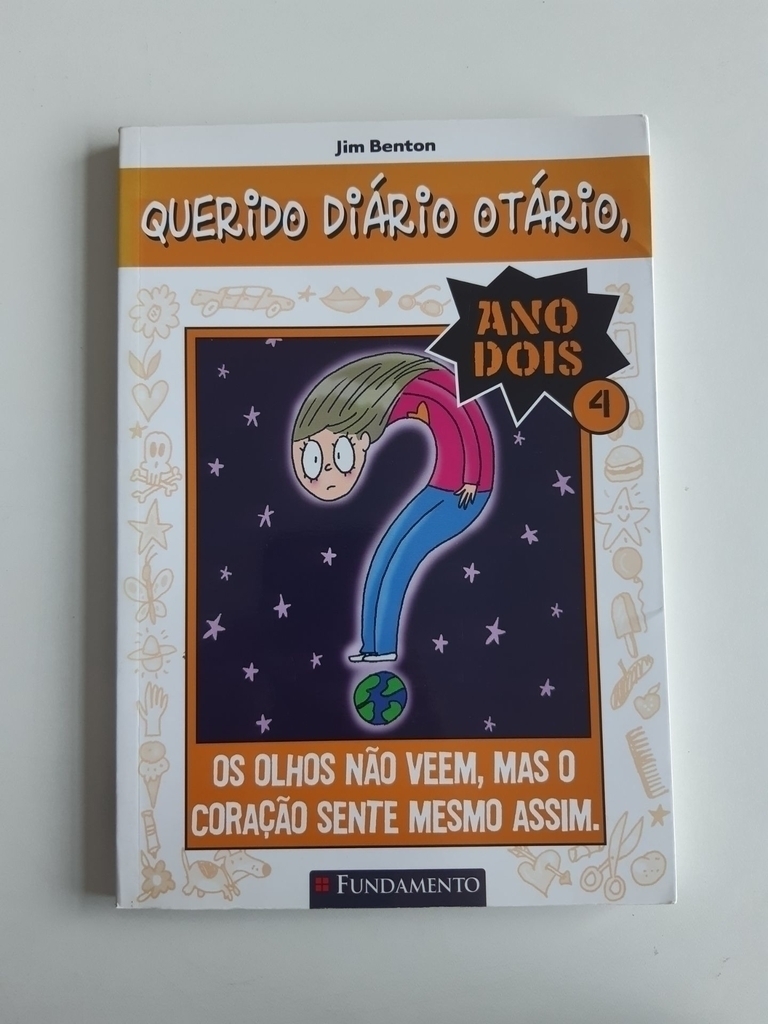 Jim Benton
QUERIDO DIÁRIO OTÁRIO,
ANO
DOIS
4
OS OLHOS NÃO VEEM, MAS O
CORAÇÃO SENTE MESMO ASSIM.
FUNDAMENTO